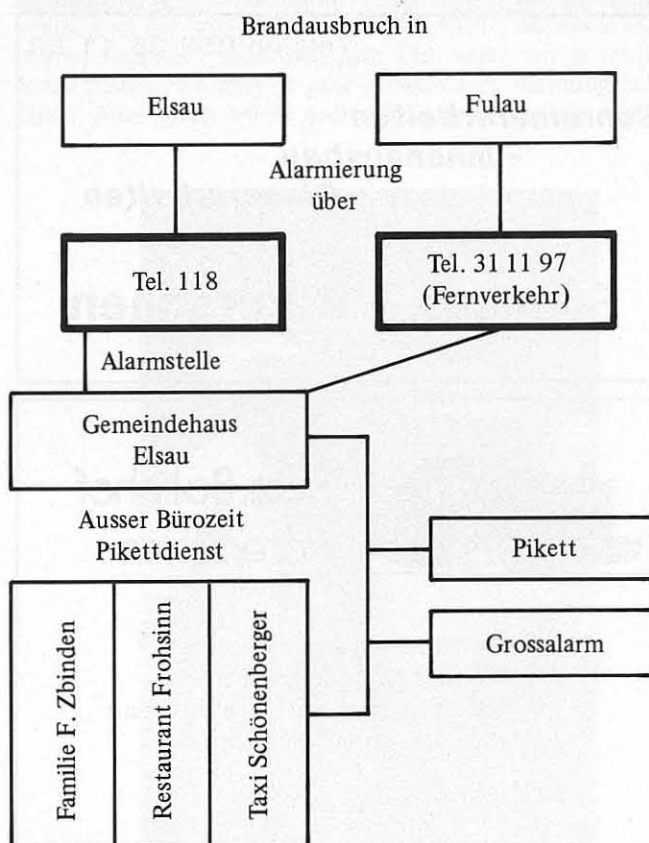 Brandausbruch in
Elsau
Fulau
Alarmierung
über
Tel. 118
Tel. 31 11 97
(Fernverkehr)
Alarmstelle
Gemeindehaus
Elsau
Ausser Bürozeit
Pikettdienst
Pikett
Grossalarm
Familie F. Zbinden
Restaurant Frohsinn
Taxi Schönenberger